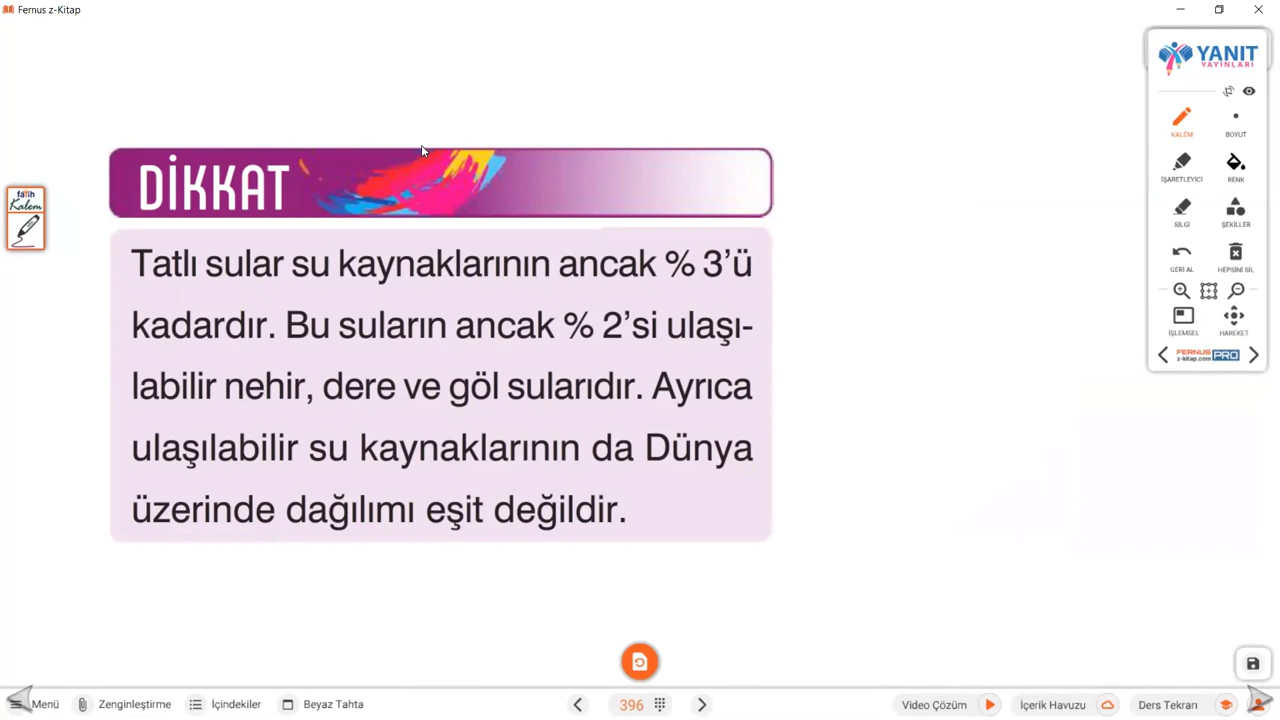 Fernus z-Kitap
YANIT
YAYINLARI
KALEM
BOYUT
İŞARETLEYİCİ
RENK
SİLGİ
ŞEKİLLER
GERİ AL
HEPSİNİ SİL
İŞLEMSEL
HAREKET
FERNUS PRO
z-kitap.com
fatih
Kalem
DİKKAT
Tatlı sular su kaynaklarının ancak % 3’ü
kadardır. Bu suların ancak % 2’si ulaşı-
labilir nehir, dere ve göl sularıdır. Ayrıca
ulaşılabilir su kaynaklarının da Dünya
üzerinde dağılımı eşit değildir.
Menü
Zenginleştirme
İçindekiler
Beyaz Tahta
396
Video Çözüm
İçerik Havuzu
Ders Tekrarı